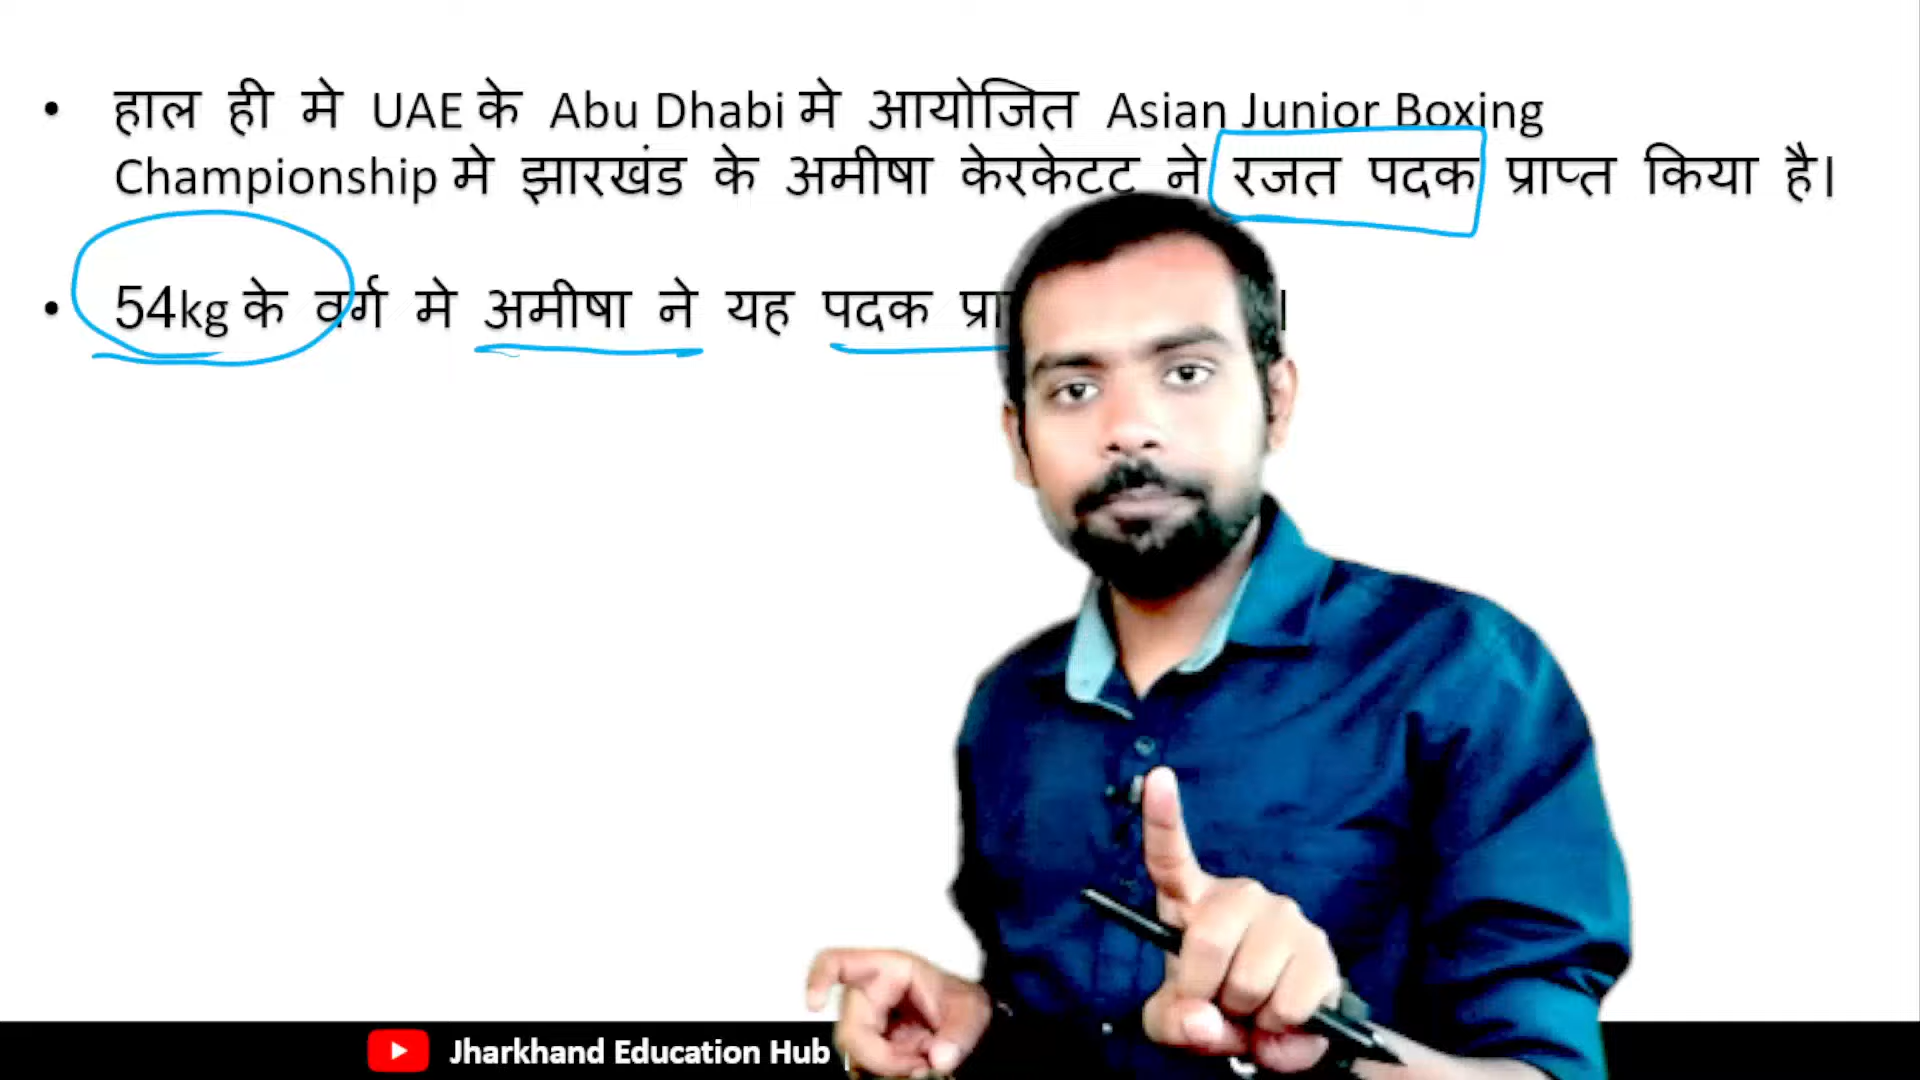 • हाल ही मे UAE के Abu Dhabi मे आयोजित Asian Junior Boxing
Championship मे झारखंड के अमीषा केरकेटट ने रजत पदक प्राप्त किया है।
• 54kg के वर्ग मे अमीषा ने यह पदक
Jharkhand Education Hub